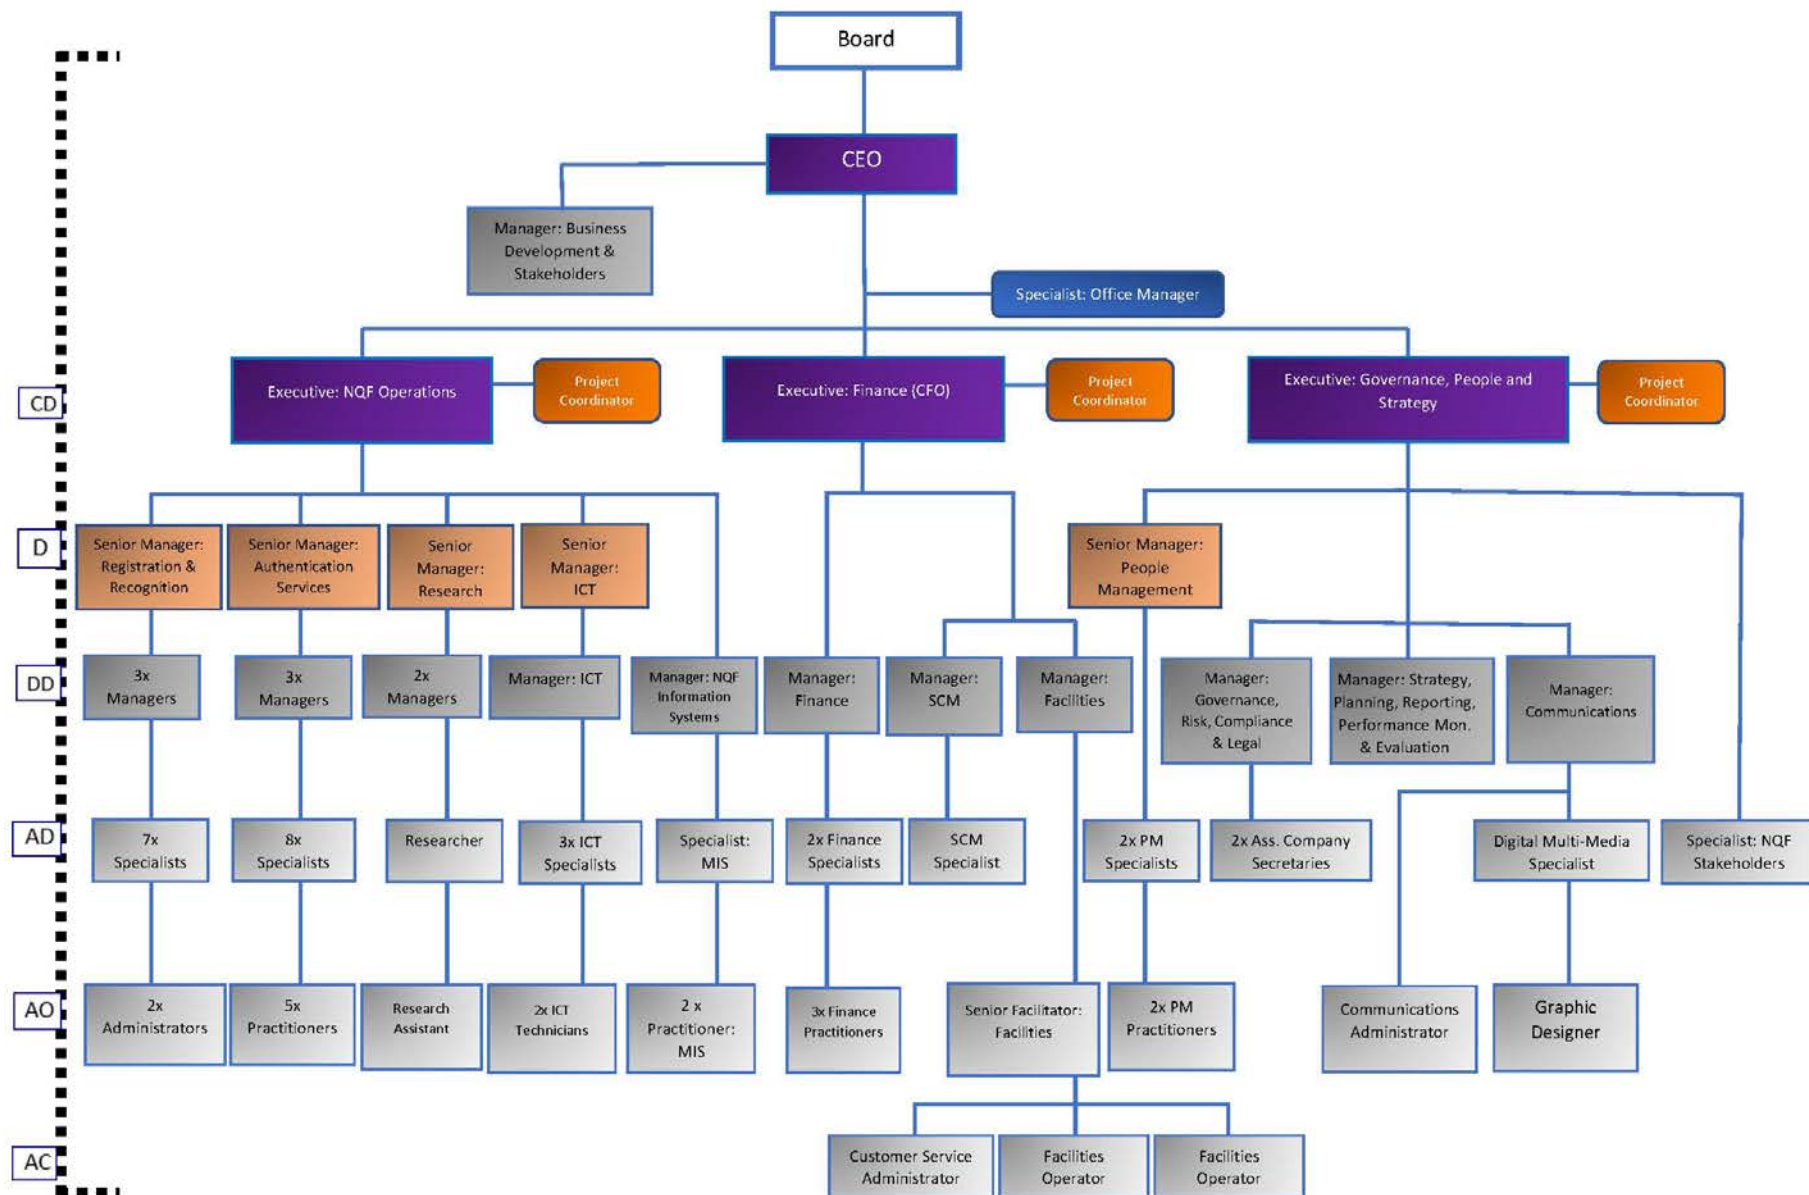 Board
CEO
Manager: Business
Development &
Stakeholders
Specialist: Office Manager
CD
Executive: NQF Operations
Project
Coordinator
Executive: Finance (CFO)
Project
Coordinator
Executive: Governance, People and
Strategy
Project
Coordinator
D
Senior Manager:
Registration &
Recognition
Senior Manager:
Authentication
Services
Senior
Manager:
Research
Senior
Manager:
ICT
Senior Manager:
People
Management
DD
3x
Managers
3x
Managers
2x
Managers
Manager: ICT
Manager: NQF
Information
Systems
Manager:
Finance
Manager:
SCM
Manager:
Facilities
Manager:
Governance,
Risk, Compliance
& Legal
Manager: Strategy,
Planning, Reporting,
Performance Mon.
& Evaluation
Manager:
Communications
AD
7x
Specialists
8x
Specialists
Researcher
3x ICT
Specialists
Specialist:
MIS
2x Finance
Specialists
SCM
Specialist
2x PM
Specialists
2x Ass. Company
Secretaries
Digital Multi-Media
Specialist
Specialist: NQF
Stakeholders
AO
2x
Administrators
5x
Practitioners
Research
Assistant
2x ICT
Technicians
2 x
Practitioner:
MIS
3x Finance
Practitioners
Senior Facilitator:
Facilities
2x PM
Practitioners
Communications
Administrator
Graphic
Designer
AC
Customer Service
Administrator
Facilities
Operator
Facilities
Operator